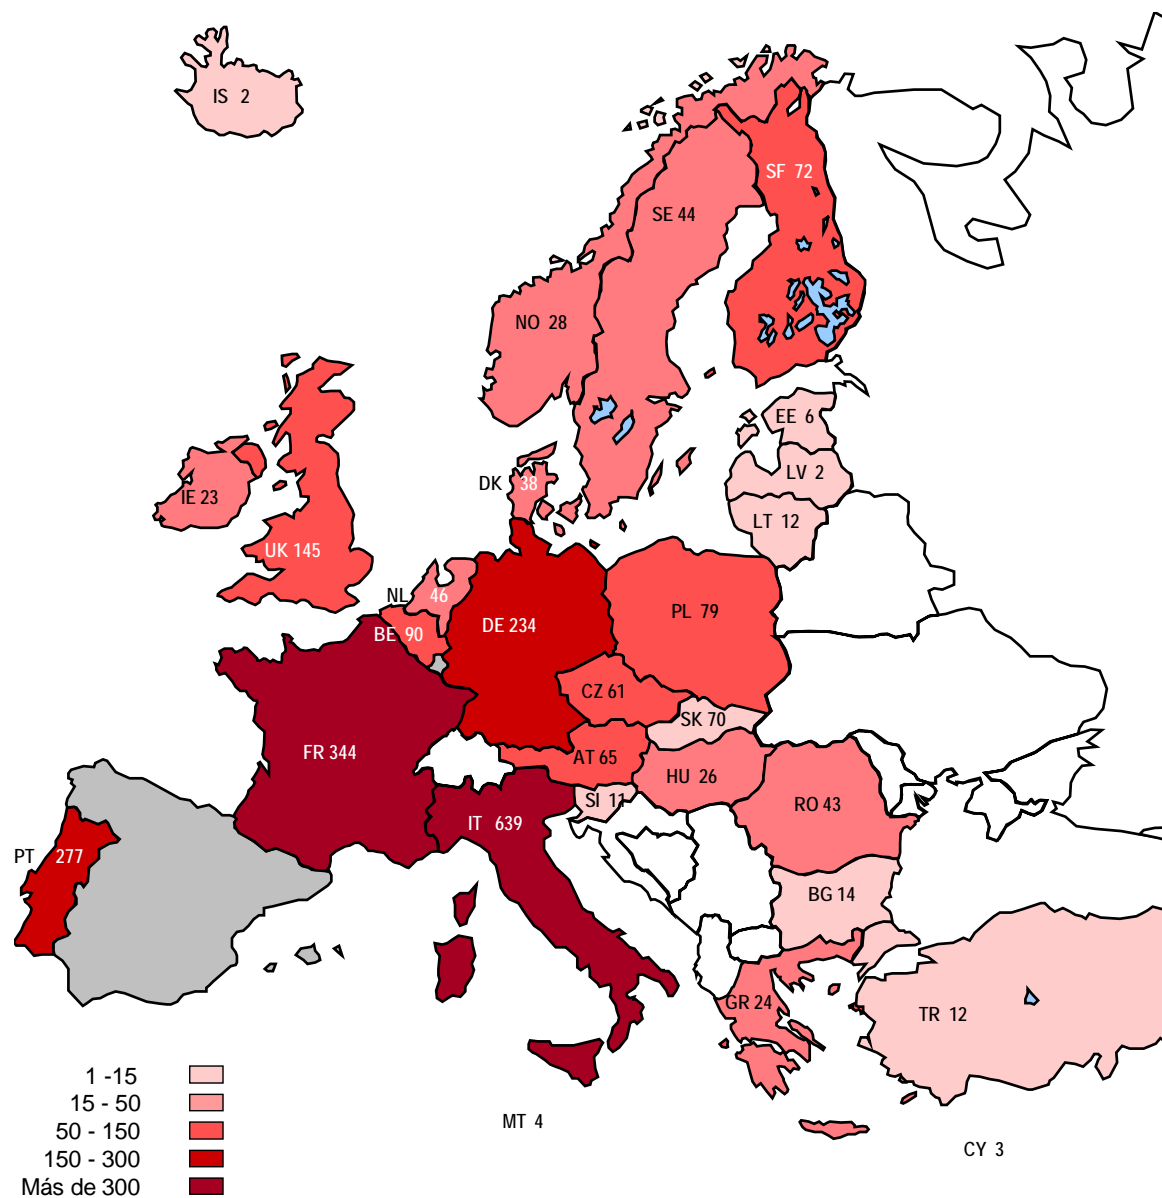 IS 2
SF 72
SE 44
NO 28
EE 6
LV 2
DK 38
IE 23
LT 12
UK 145
NL 46
PL 79
DE 234
BE 90
CZ 61
SK 70
FR 344
AT 65
HU 26
SI 11
RO 43
IT 639
PT 277
BG 14
GR 24
TR 12
1 -15
15 - 50
MT 4
50 - 150
CY 3
150 - 300
Más de 300